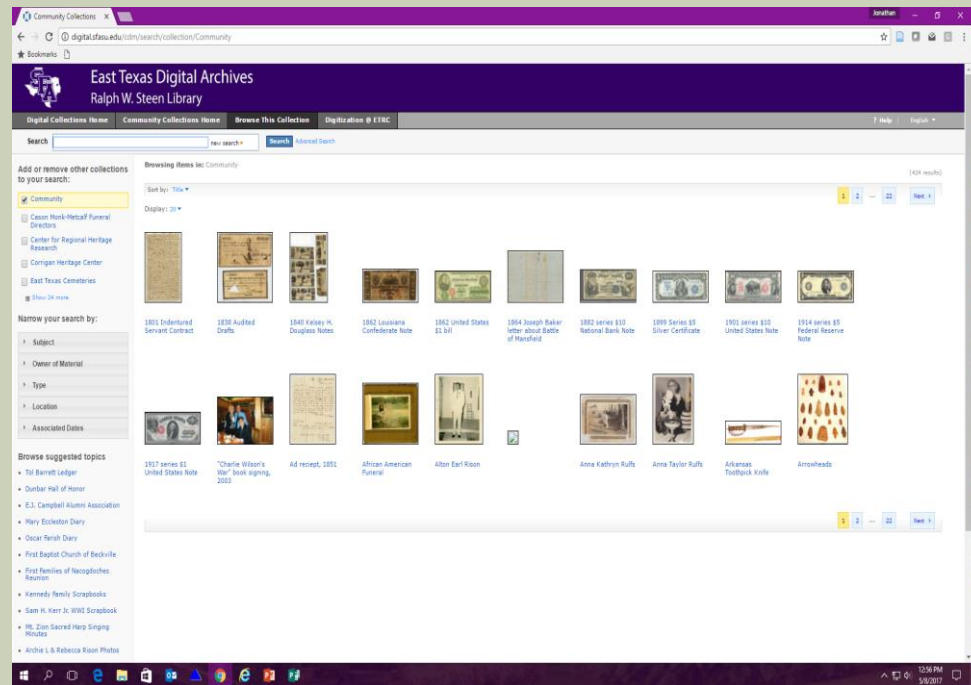 Community Collections
Jonathan
digital.sfasu.edu/cdm/search/collection/Community
Bookmarks
East Texas Digital Archives
Ralph W. Steen Library
Digital Collections Home
Community Collections Home
Browse This Collection
Digitization @ ETRC
? Help
English
Search
new search
Search
Advanced Search
Add or remove other collections
to your search:
Community
Cason Monk-Metcalf Funeral
Directors
Center for Regional Heritage
Research
Corrigan Heritage Center
East Texas Cemeteries
Show 24 more
Narrow your search by:
Subject
Owner of Material
Type
Location
Associated Dates
Browse suggested topics
Tol Barrett Ledger
Dunbar Hall of Honor
E.J. Campbell Alumni Association
Mary Eccleston Diary
Oscar Ferish Diary
First Baptist Church of Beckville
First Families of Nacogdoches
Reunion
Kennedy Family Scrapbooks
Sam H. Kerr Jr. WWI Scrapbook
Mt. Zion Sacred Harp Singing
Minutes
Archie L & Rebecca Rison Photos
Browsing items in: Community
(424 results)
Sort by: Title
1 2 ... 22 Next
Display: 20
1801 Indentured
Servant Contract
1838 Audited
Drafts
1840 Kelsey H.
Douglass Notes
1862 Louisiana
Confederate Note
1862 United States
$1 bill
1864 Joseph Baker
letter about Battle
of Mansfield
1882 series $10
National Bank Note
1899 Series $5
Silver Certificate
1901 series $10
United States Note
1914 series $5
Federal Reserve
Note
1917 series $1
United States Note
"Charlie Wilson's
War" book signing,
2003
Ad reciept, 1851
African American
Funeral
Alton Earl Rison
Anna Kathryn Ruffs
Anna Taylor Ruffs
Arkansas
Toothpick Knife
Arrowheads
1 2 ... 22 Next
12:56 PM
5/8/2017